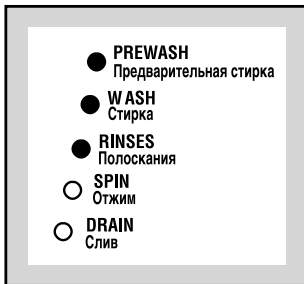 PREWASH
Предварительная стирка
WASH
Стирка
RINSES
Полоскания
SPIN
Отжим
DRAIN
Слив